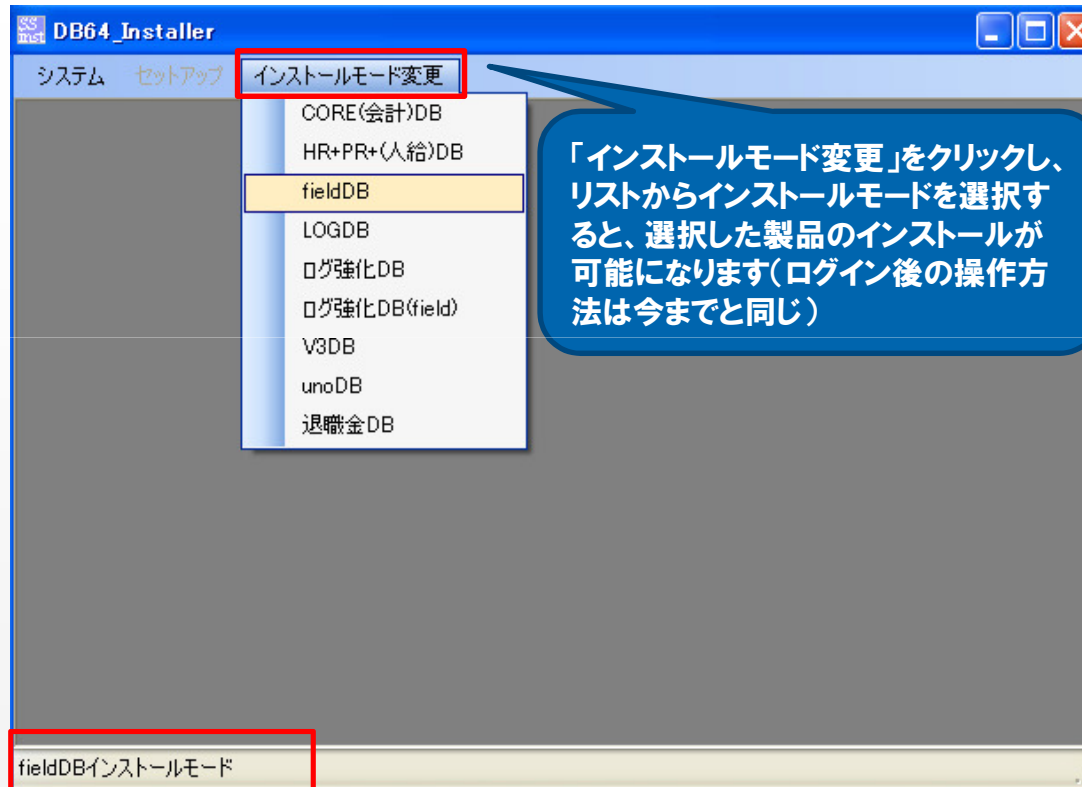 SS inst
DB64_Installer
システム セットアップ インストールモード変更
CORE(会計)DB
HR+PR+(人給)DB
fieldDB
LOGDB
ログ強化DB
ログ強化DB(field)
V3DB
unoDB
退職金DB
「インストールモード変更」をクリックし、
リストからインストールモードを選択す
ると、選択した製品のインストールが
可能になります(ログイン後の操作方
法は今までと同じ)
fieldDBインストールモード